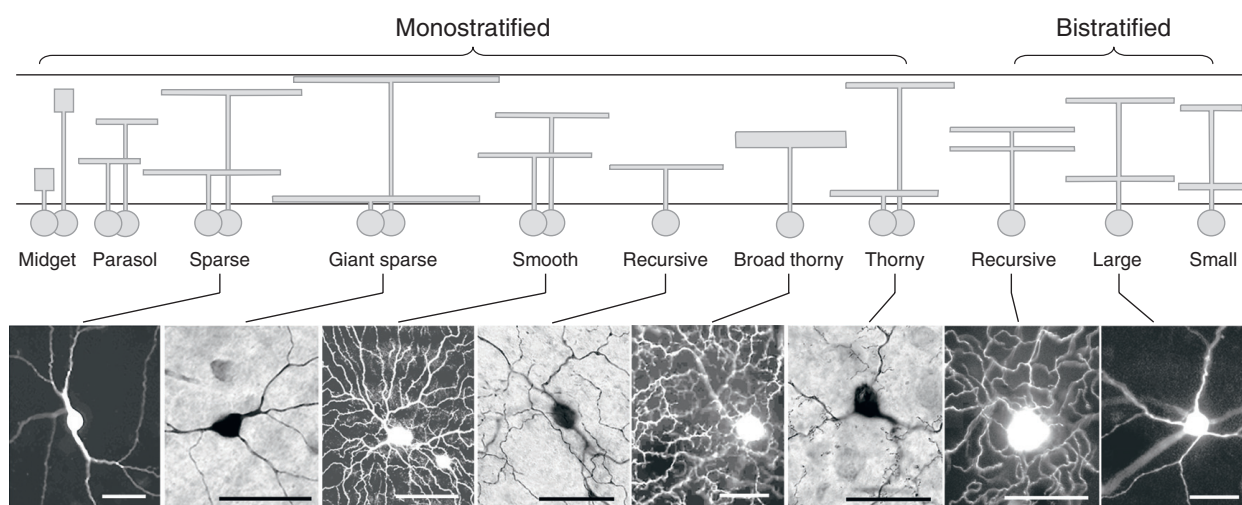 Monostratified Bistratified
Midget Parasol Sparse Giant sparse Smooth Recursive Broad thorny Thorny Recursive Large Small